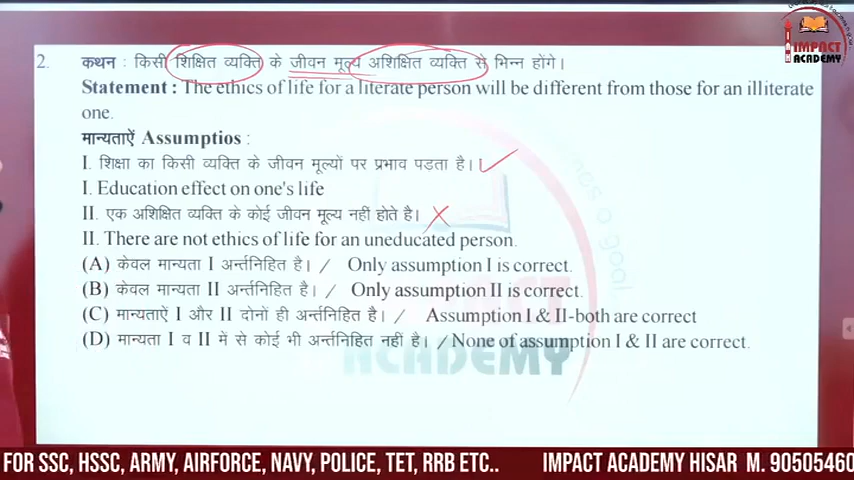 IMPACT
ACADEMY
2. कथन : किसी शिक्षित व्यक्ति के जीवन मूल्य अशिक्षित व्यक्ति से भिन्न होंगे।
Statement : The ethics of life for a literate person will be different from those for an illiterate
one.
मान्यताऐं Assumptios :
I. शिक्षा का किसी व्यक्ति के जीवन मूल्यों पर प्रभाव पडता है।
I. Education effect on one's life
II. एक अशिक्षित व्यक्ति के कोई जीवन मूल्य नहीं होते है।
II. There are not ethics of life for an uneducated person.
(A) केवल मान्यता I अर्न्तनिहित है। / Only assumption I is correct.
(B) केवल मान्यता II अर्न्तनिहित है। / Only assumption II is correct.
(C) मान्यताऐं I और II दोनों ही अर्न्तनिहित है। / Assumption I & II-both are correct
(D) मान्यता I व II में से कोई भी अर्न्तनिहित नहीं है। / None of assumption I & II are correct.
IMPACT
ACADEMY
FOR SSC, HSSC, ARMY, AIRFORCE, NAVY, POLICE, TET, RRB ETC.. IMPACT ACADEMY HISAR M. 90505460